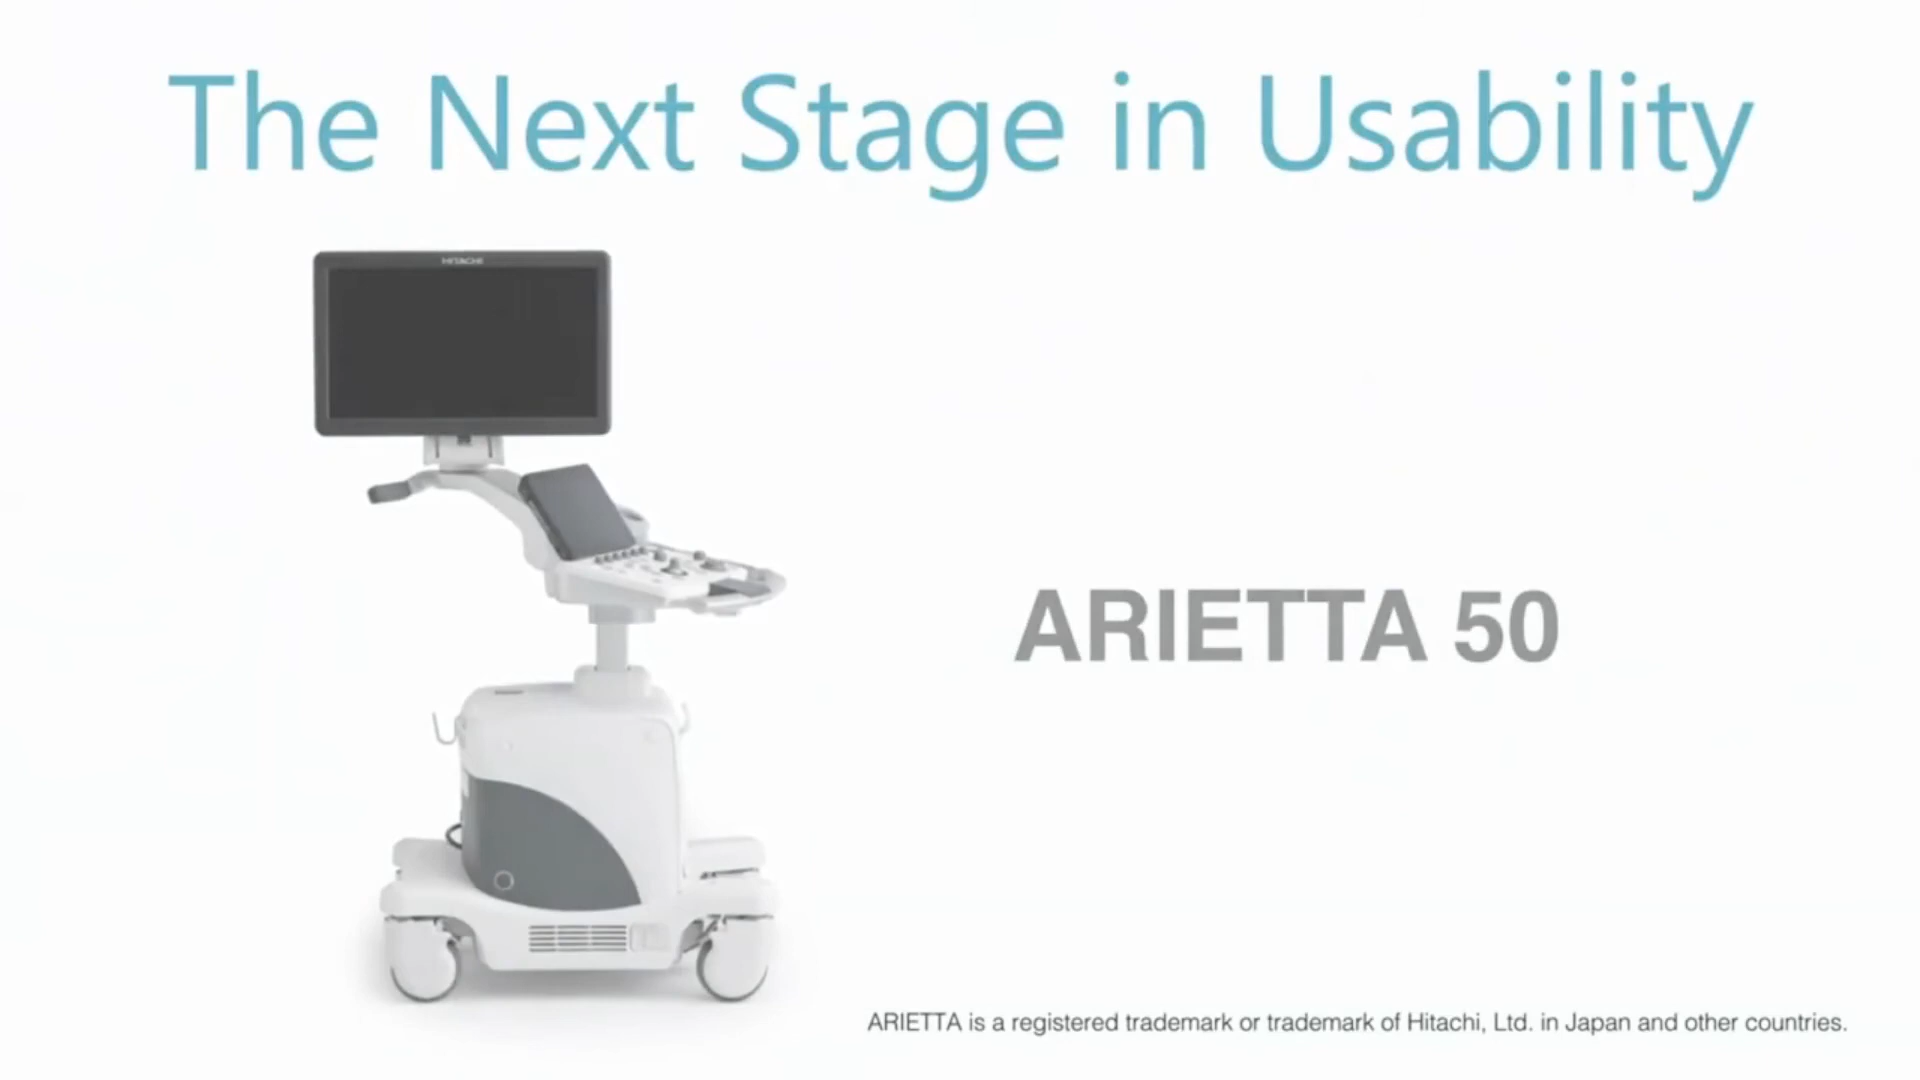 The Next Stage in Usability
HITACHI
ARIETTA 50
ARIETTA is a registered trademark or trademark of Hitachi, Ltd. in Japan and other countries.